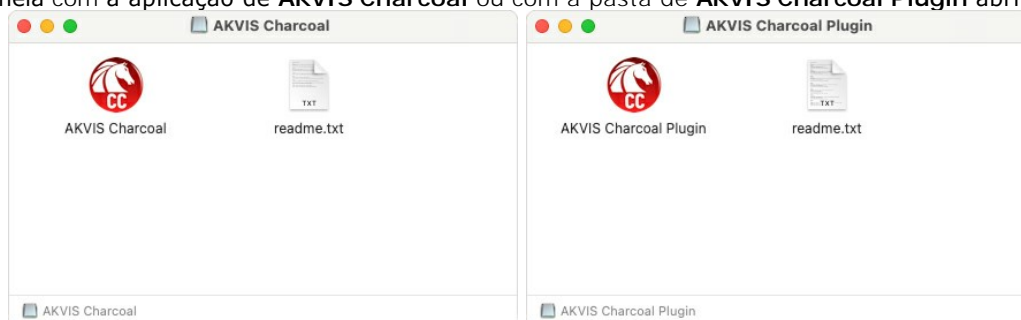 com a aplicação de AKVIS Charcoal ou com a pasta de AKVIS Charcoal Plugin
AKVIS Charcoal
CC
AKVIS Charcoal
TXT
readme.txt
AKVIS Charcoal
AKVIS Charcoal Plugin
CC
AKVIS Charcoal Plugin
TXT
readme.txt
AKVIS Charcoal Plugin